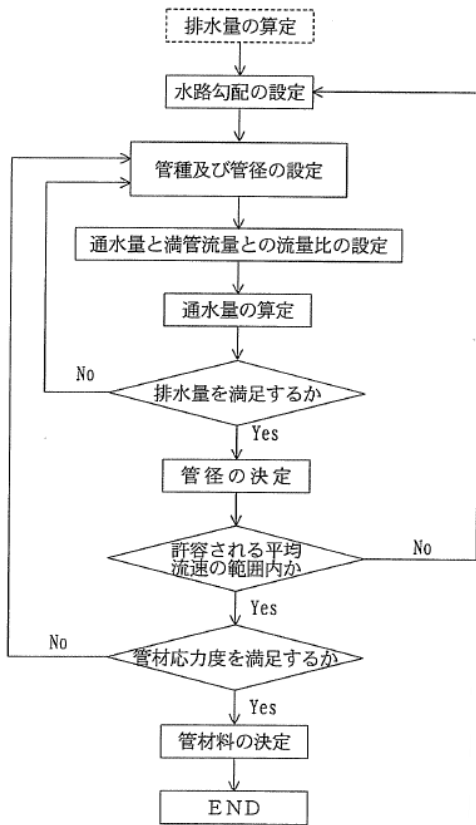 排水量の算定
水路勾配の設定
管種及び管径の設定
通水量と満管流量との流量比の設定
通水量の算定
No
排水量を満足するか
Yes
管径の決定
許容される平均
流速の範囲内か
No
Yes
No
管材応力度を満足するか
Yes
管材料の決定
END